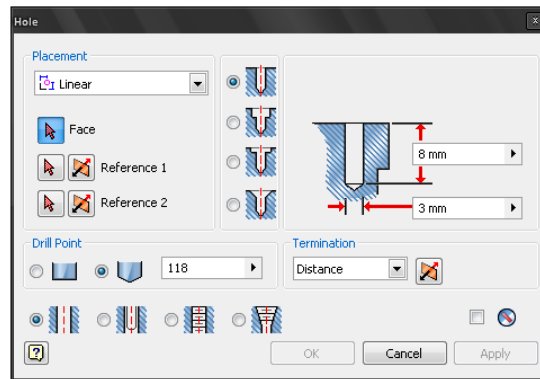 Hole
Placement
Linear
Face
Reference 1
Reference 2
8 mm
3 mm
Drill Point
118
Termination
Distance
?
OK
Cancel
Apply